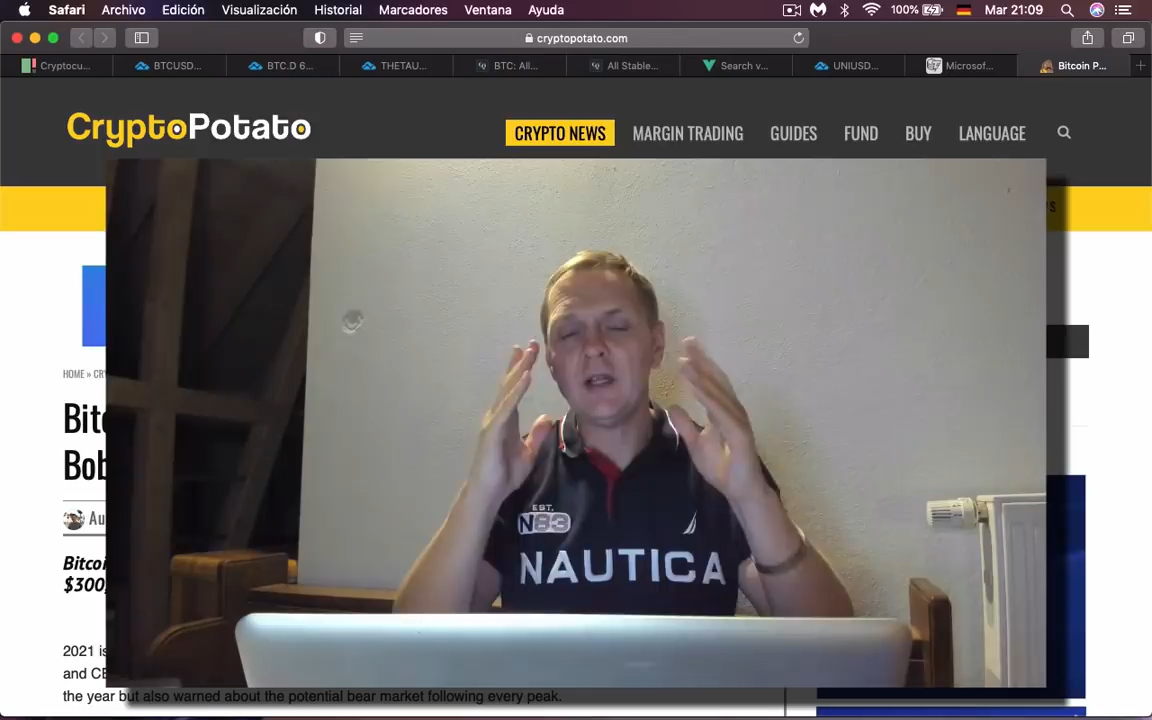 Safari Archivo Edición Visualización Historial Marcadores Ventana Ayuda 100% Mar 21:09
cryptopotato.com
Cryptocu... BTCUSD... BTC.D 6... THETAU... BTC: All... All Stable... Search v... UNIUSD... Microsof... Bitcoin P...
CryptoPotato CRYPTO NEWS MARGIN TRADING GUIDES FUND BUY LANGUAGE
HOME » CR
Bit
Bob
Au
EST.
N83
NAUTICA
Bitcoi
$300,
2021 is
and CE
the year but also warned about the potential bear market following every peak.